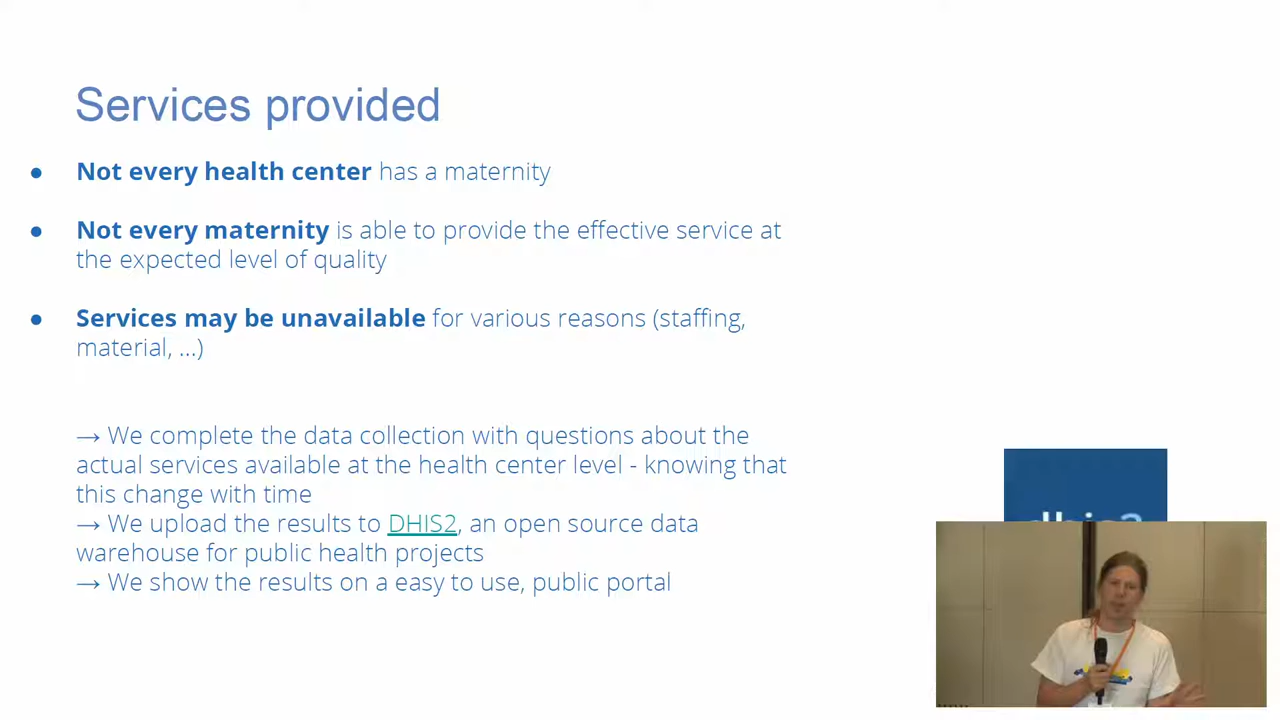 Services provided
● Not every health center has a maternity
● Not every maternity is able to provide the effective service at
the expected level of quality
● Services may be unavailable for various reasons (staffing,
material, ...)
→ We complete the data collection with questions about the
actual services available at the health center level - knowing that
this change with time
→ We upload the results to DHIS2, an open source data
warehouse for public health projects
→ We show the results on a easy to use, public portal